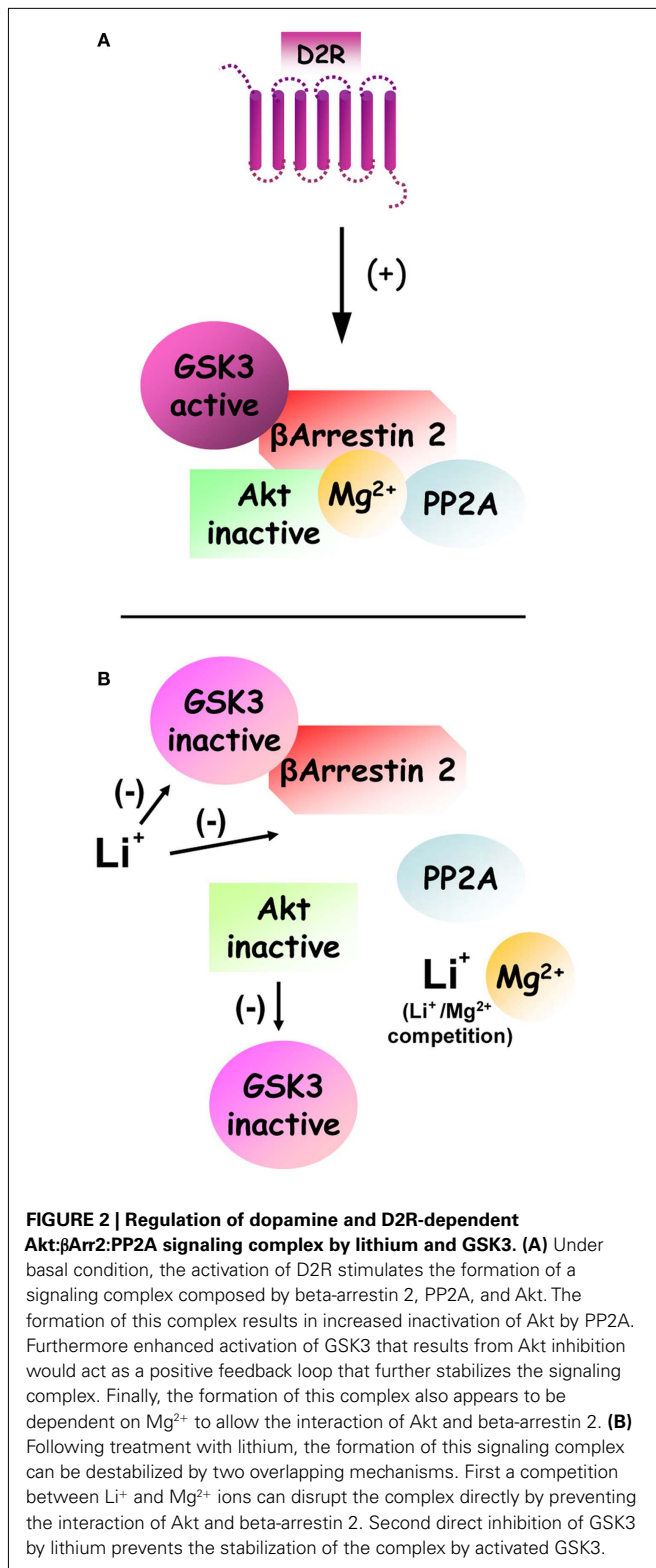 A
D2R
(+)
GSK3
active
βArrestin 2
Akt
inactive
Mg²⁺
PP2A
B
GSK3
inactive
βArrestin 2
(-)
(-)
Li⁺
PP2A
Akt
inactive
Li⁺
Mg²⁺
(Li⁺/Mg²⁺
competition)
(-)
GSK3
inactive
FIGURE 2 | Regulation of dopamine and D2R-dependent
Akt:βArr2:PP2A signaling complex by lithium and GSK3. (A) Under
basal condition, the activation of D2R stimulates the formation of a
signaling complex composed by beta-arrestin 2, PP2A, and Akt. The
formation of this complex results in increased inactivation of Akt by PP2A.
Furthermore enhanced activation of GSK3 that results from Akt inhibition
would act as a positive feedback loop that further stabilizes the signaling
complex. Finally, the formation of this complex also appears to be
dependent on Mg²⁺ to allow the interaction of Akt and beta-arrestin 2. (B)
Following treatment with lithium, the formation of this signaling complex
can be destabilized by two overlapping mechanisms. First a competition
between Li⁺ and Mg²⁺ ions can disrupt the complex directly by preventing
the interaction of Akt and beta-arrestin 2. Second direct inhibition of GSK3
by lithium prevents the stabilization of the complex by activated GSK3.